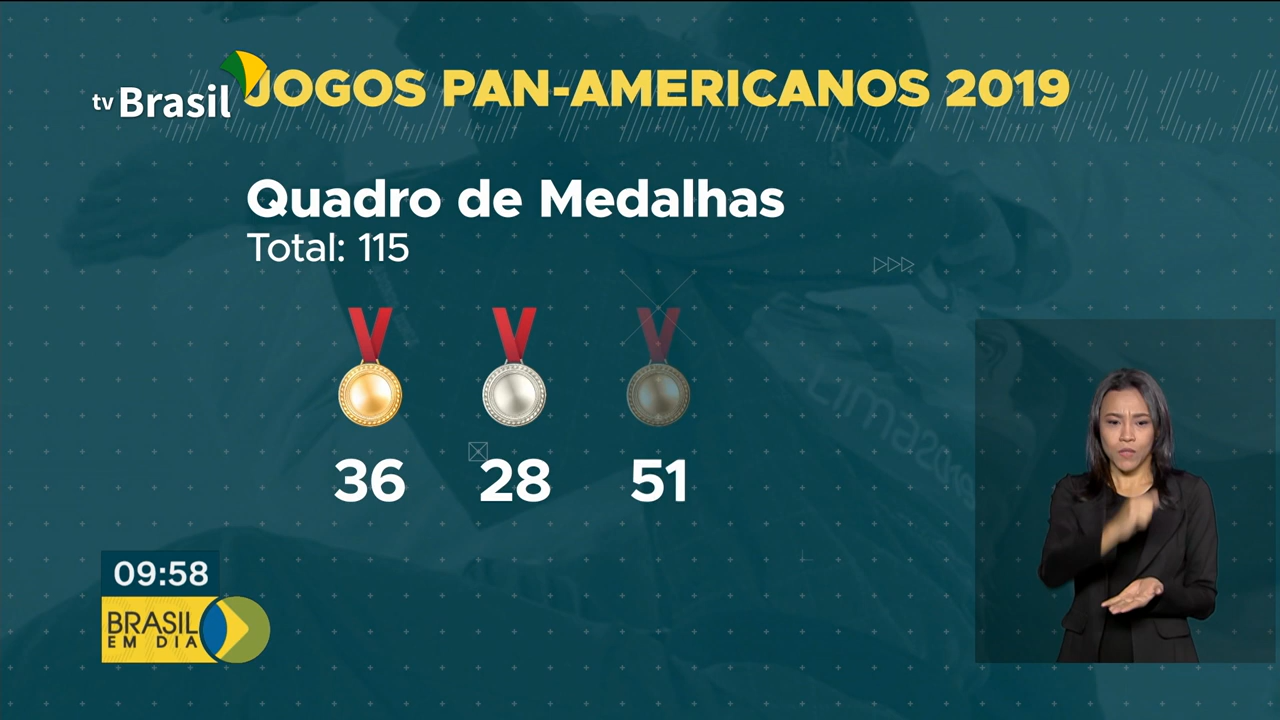 tv Brasil
JOGOS PAN-AMERICANOS 2019
Quadro de Medalhas
Total: 115
36 28 51
Lima2019
09:58
BRASIL
EM DIA